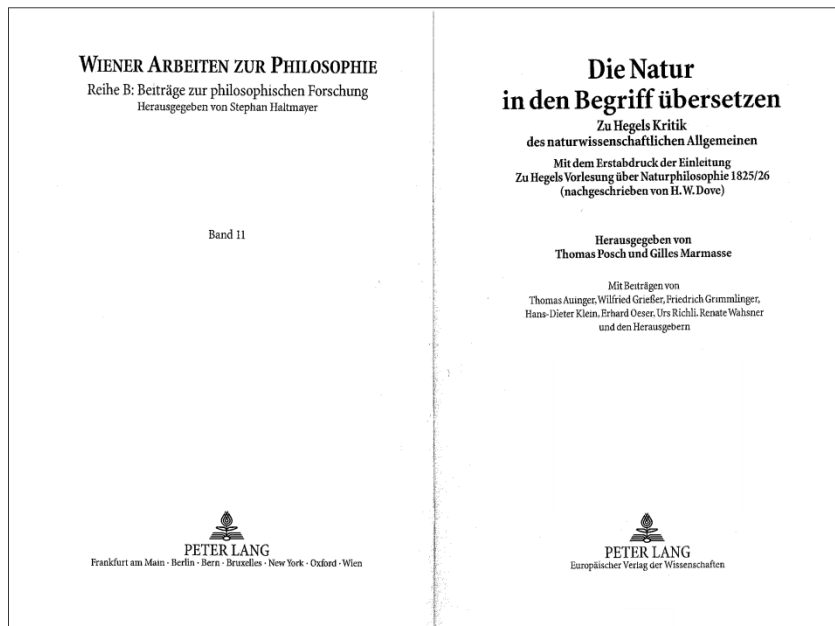 WIENER ARBEITEN ZUR PHILOSOPHIE
Reihe B: Beiträge zur philosophischen Forschung
Herausgegeben von Stephan Haltmayer
Band 11
PETER LANG
Frankfurt am Main · Berlin · Bern · Bruxelles · New York · Oxford · Wien
Die Natur
in den Begriff übersetzen
Zu Hegels Kritik
des naturwissenschaftlichen Allgemeinen
Mit dem Erstabdruck der Einleitung
Zu Hegels Vorlesung über Naturphilosophie 1825/26
(nachgeschrieben von H.W. Dove)
Herausgegeben von
Thomas Posch und Gilles Marmasse
Mit Beiträgen von
Thomas Auinger, Wilfried Grießer, Friedrich Grimmlinger,
Hans-Dieter Klein, Erhard Oeser, Urs Richli, Renate Wahsner
und den Herausgebern
PETER LANG
Europäischer Verlag der Wissenschaften